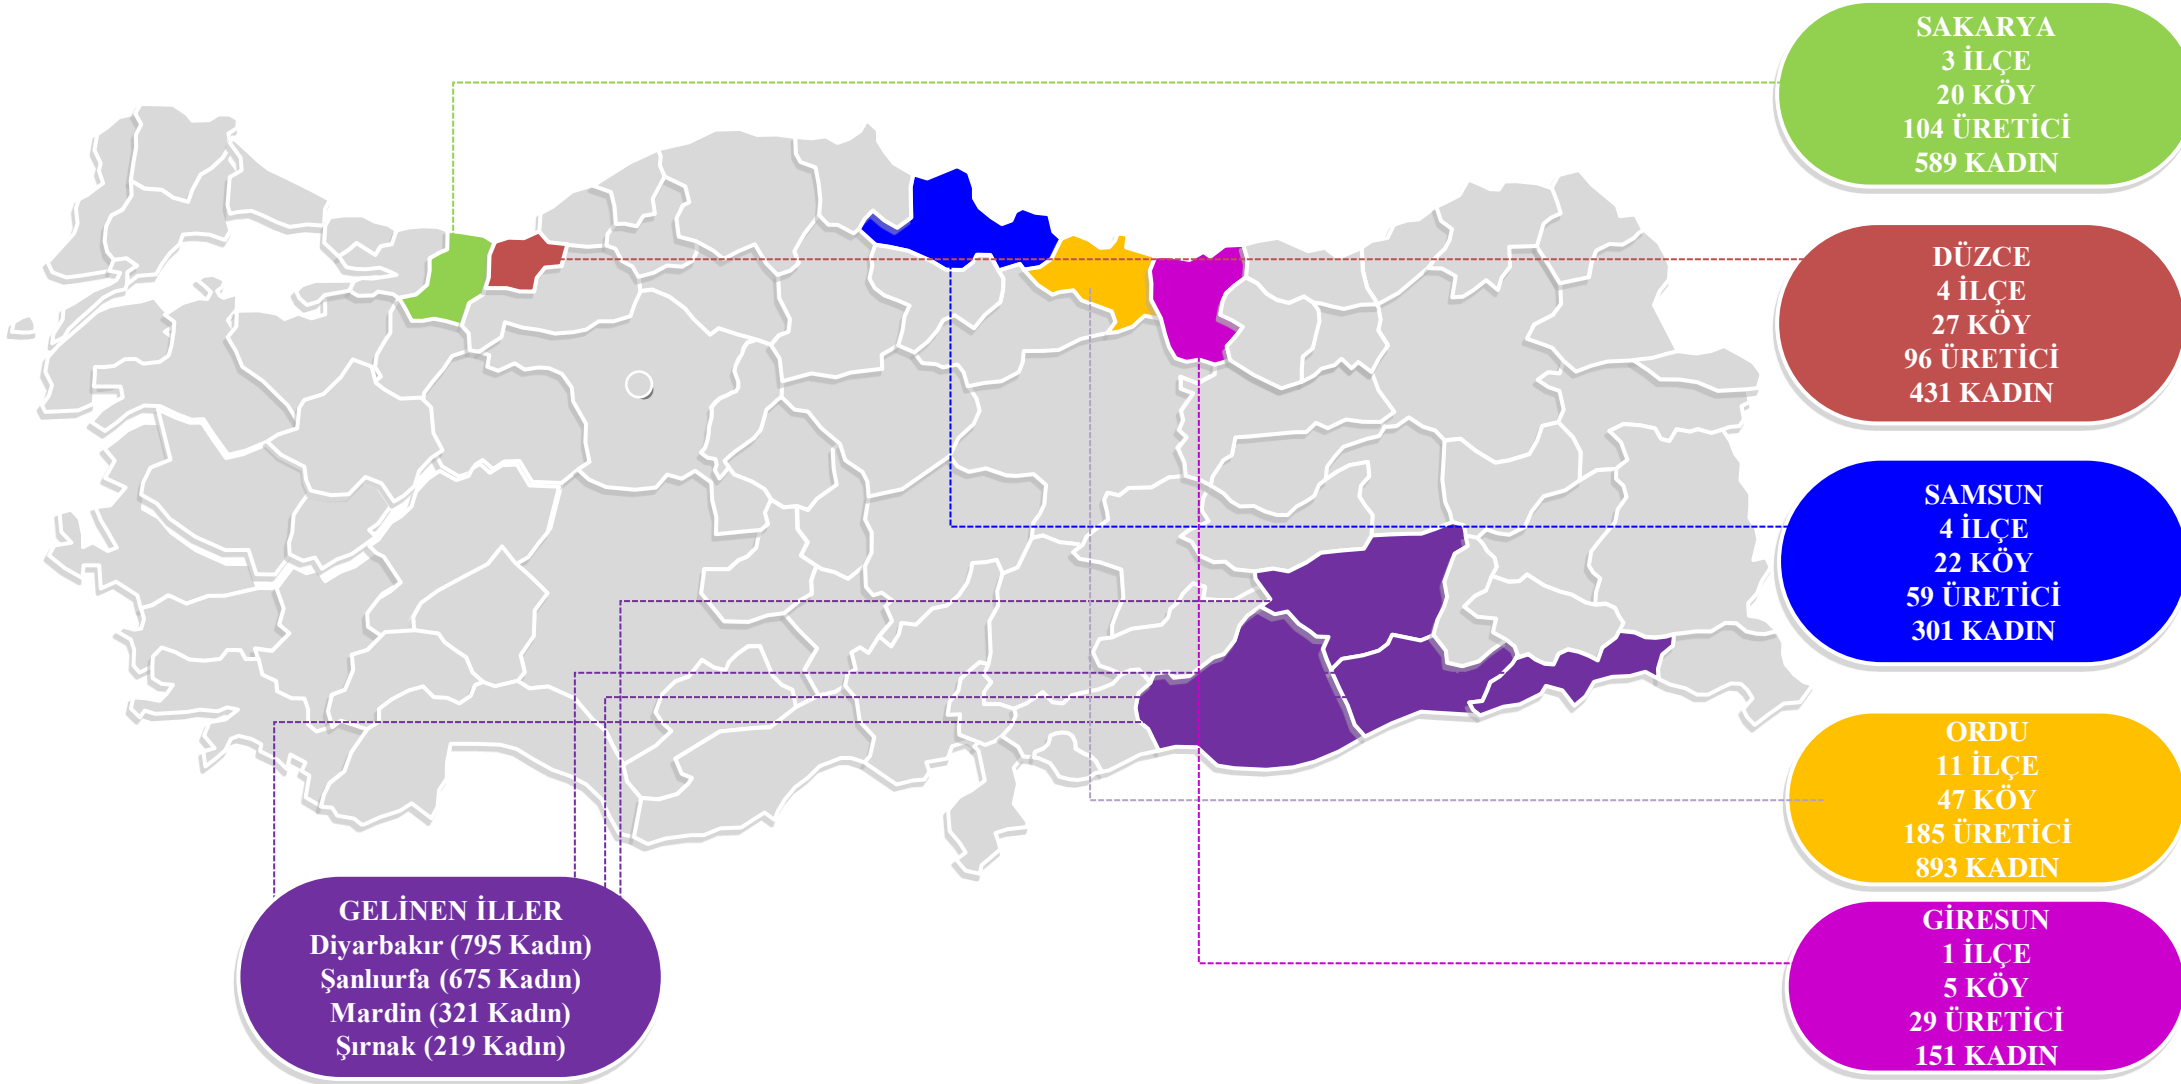 SAKARYA
3 İLÇE
20 KÖY
104 ÜRETİCİ
589 KADIN
DÜZCE
4 İLÇE
27 KÖY
96 ÜRETİCİ
431 KADIN
SAMSUN
4 İLÇE
22 KÖY
59 ÜRETİCİ
301 KADIN
ORDU
11 İLÇE
47 KÖY
185 ÜRETİCİ
893 KADIN
GİRESUN
1 İLÇE
5 KÖY
29 ÜRETİCİ
151 KADIN
GELİNEN İLLER
Diyarbakır (795 Kadın)
Şanlıurfa (675 Kadın)
Mardin (321 Kadın)
Şırnak (219 Kadın)